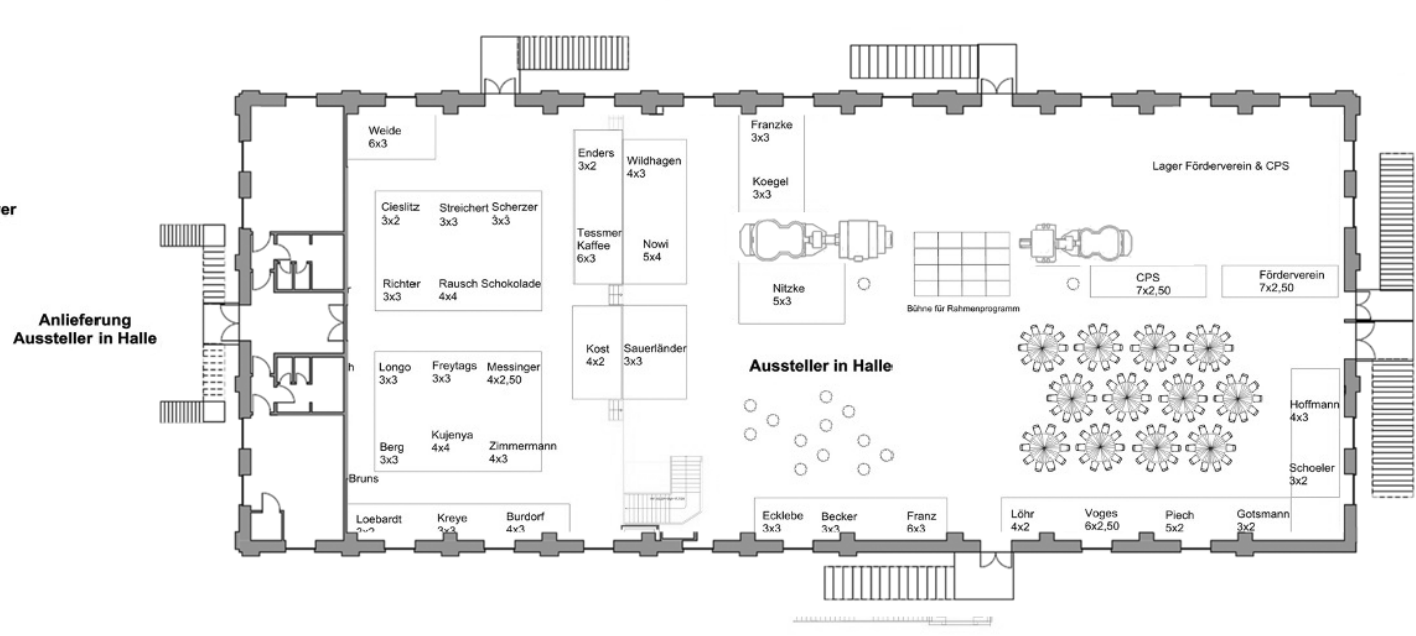 er
Anlieferung
Aussteller in Halle
Weide
6x3
Cieslitz
3x2
Streichert
3x3
Scherzer
3x3
Richter
3x3
Rausch Schokolade
4x4
h
Longo
3x3
Freytags
3x3
Messinger
4x2,50
Berg
3x3
Kujenya
4x4
Zimmermann
4x3
Bruns
Loebardt
Kreye
3x3
Burdorf
4x3
Enders
3x2
Tessmer
Kaffee
6x3
Wildhagen
4x3
Nowi
5x4
Kost
4x2
Sauerländer
3x3
Franzke
3x3
Koegel
3x3
Nitzke
5x3
Bühne für Rahmenprogramm
Lager Förderverein & CPS
CPS
7x2,50
Förderverein
7x2,50
Aussteller in Halle
Hoffmann
4x3
Schoeler
3x2
Ecklebe
3x3
Becker
3x3
Franz
6x3
Löhr
4x2
Voges
6x2,50
Piech
5x2
Gotsmann
3x2